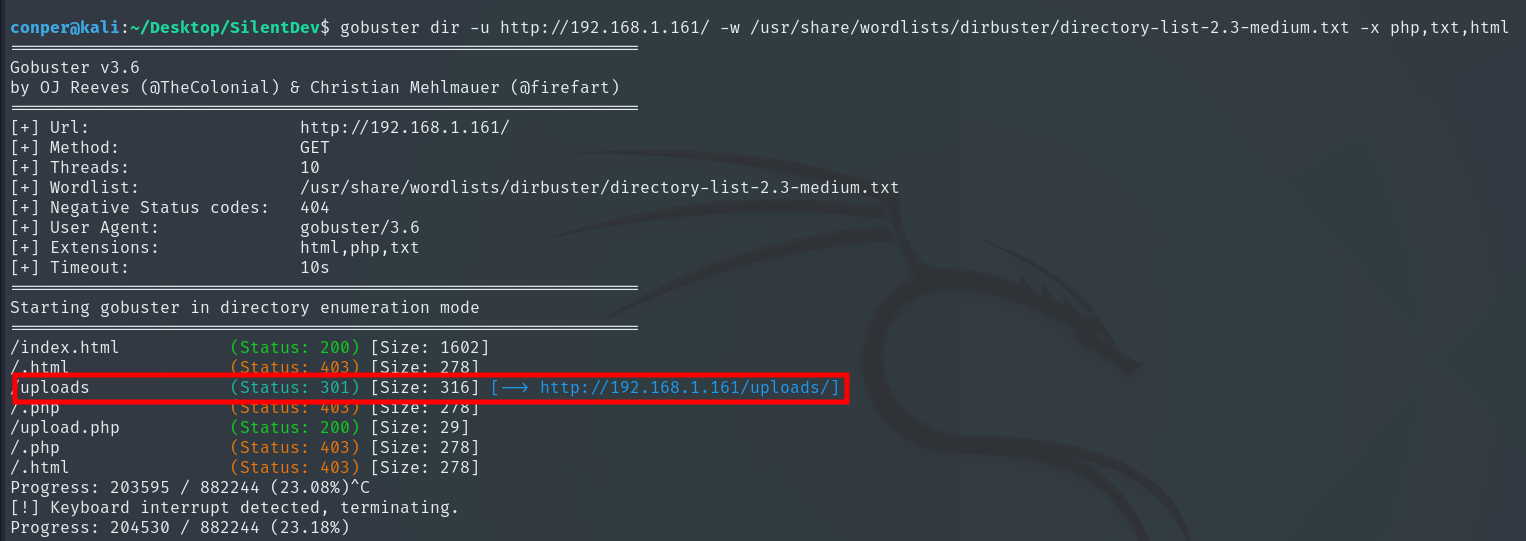 conper@kali:~/Desktop/SilentDev$ gobuster dir -u http://192.168.1.161/ -w /usr/share/wordlists/dirbuster/directory-list-2.3-medium.txt -x php,txt,html
===============================================================
Gobuster v3.6
by OJ Reeves (@TheColonial) & Christian Mehlmauer (@firefart)
===============================================================
[+] Url:                     http://192.168.1.161/
[+] Method:                  GET
[+] Threads:                 10
[+] Wordlist:                /usr/share/wordlists/dirbuster/directory-list-2.3-medium.txt
[+] Negative Status codes:   404
[+] User Agent:              gobuster/3.6
[+] Extensions:              html,php,txt
[+] Timeout:                 10s
===============================================================
Starting gobuster in directory enumeration mode
===============================================================
/index.html           (Status: 200) [Size: 1602]
/.html                (Status: 403) [Size: 278]
/uploads              (Status: 301) [Size: 316] [--> http://192.168.1.161/uploads/]
/.php                 (Status: 403) [Size: 278]
/upload.php           (Status: 200) [Size: 29]
/.php                 (Status: 403) [Size: 278]
/.html                (Status: 403) [Size: 278]
Progress: 203595 / 882244 (23.08%)^C
[!] Keyboard interrupt detected, terminating.
Progress: 204530 / 882244 (23.18%)